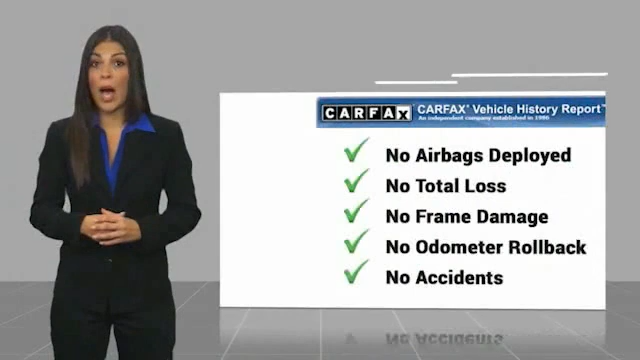 CARFAX CARFAX® Vehicle History Report™
An independent company established in 1986
No Airbags Deployed
No Total Loss
No Frame Damage
No Odometer Rollback
No Accidents